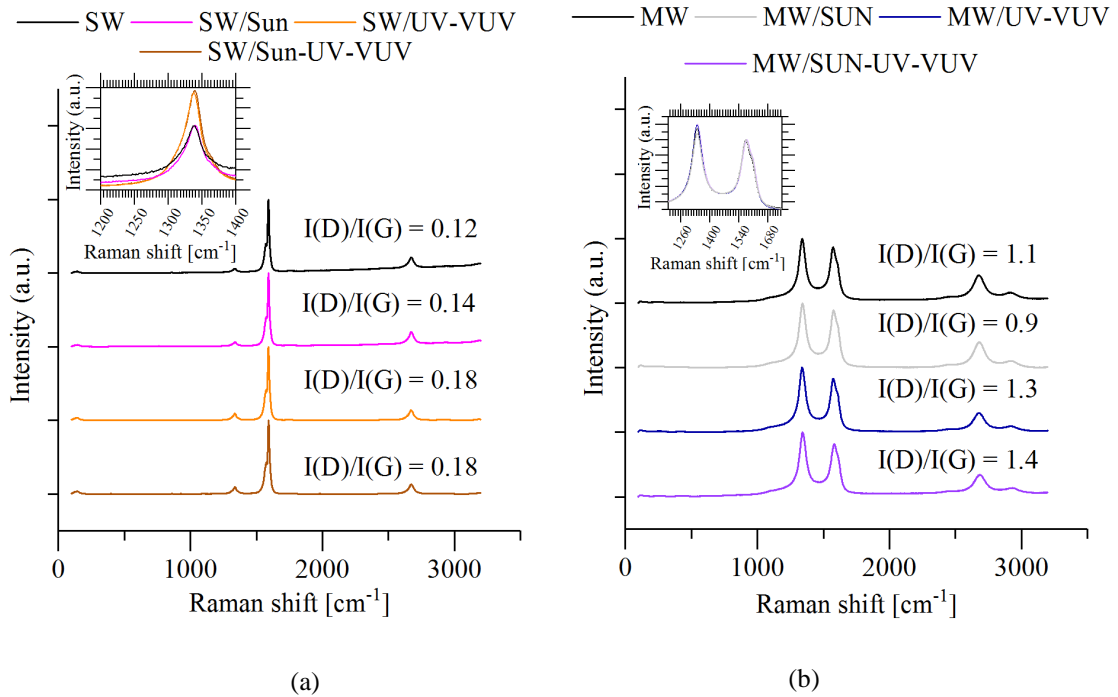 SW SW/Sun SW/UV-VUV
SW/Sun-UV-VUV
Intensity (a.u.)
1200 1250 1300 1350 1400
Raman shift [cm-1]
I(D)/I(G) = 0.12
I(D)/I(G) = 0.14
I(D)/I(G) = 0.18
I(D)/I(G) = 0.18
Intensity (a.u.)
0 1000 2000 3000
Raman shift [cm-1]
(a)
MW MW/SUN MW/UV-VUV
MW/SUN-UV-VUV
Intensity (a.u.)
1260 1400 1540 1680
Raman shift [cm-1]
I(D)/I(G) = 1.1
I(D)/I(G) = 0.9
I(D)/I(G) = 1.3
I(D)/I(G) = 1.4
Intensity (a.u.)
0 1000 2000 3000
Raman shift [cm-1]
(b)